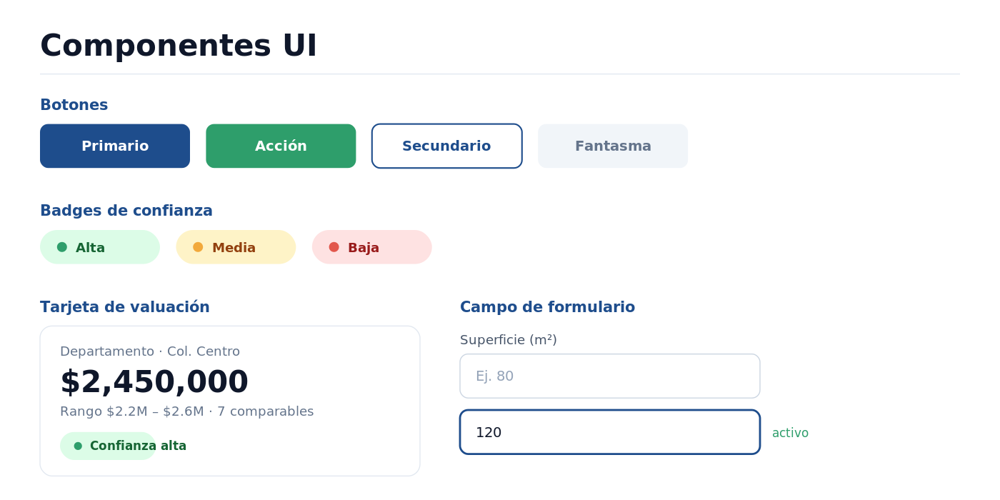 Componentes UI
Botones
Primario
Acción
Secundario
Fantasma
Badges de confianza
Alta
Media
Baja
Tarjeta de valuación
Departamento · Col. Centro
$2,450,000
Rango $2.2M – $2.6M · 7 comparables
Confianza alta
Campo de formulario
Superficie (m²)
Ej. 80
120
activo